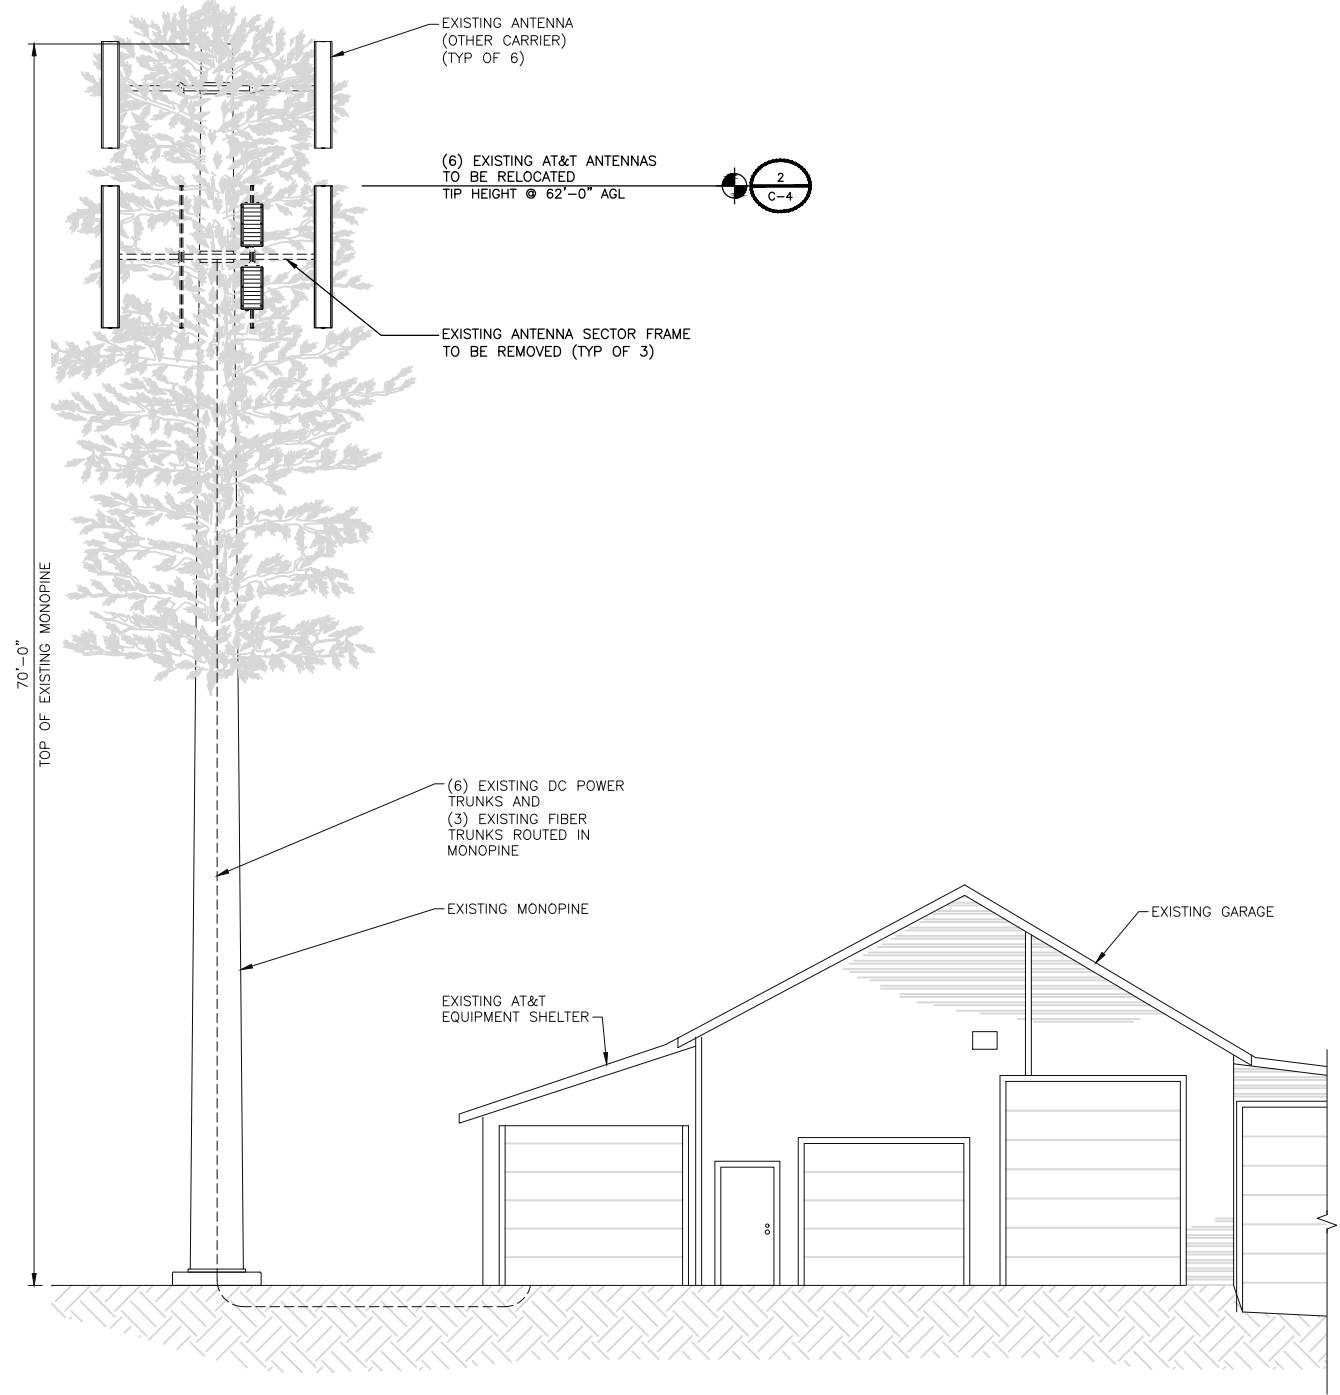 EXISTING ANTENNA
(OTHER CARRIER)
(TYP OF 6)
(6) EXISTING AT&T ANTENNAS
TO BE RELOCATED
TIP HEIGHT @ 62'-0" AGL
2
C-4
EXISTING ANTENNA SECTOR FRAME
TO BE REMOVED (TYP OF 3)
70'-0"
TOP OF EXISTING MONOPINE
(6) EXISTING DC POWER
TRUNKS AND
(3) EXISTING FIBER
TRUNKS ROUTED IN
MONOPINE
EXISTING MONOPINE
EXISTING GARAGE
EXISTING AT&T
EQUIPMENT SHELTER